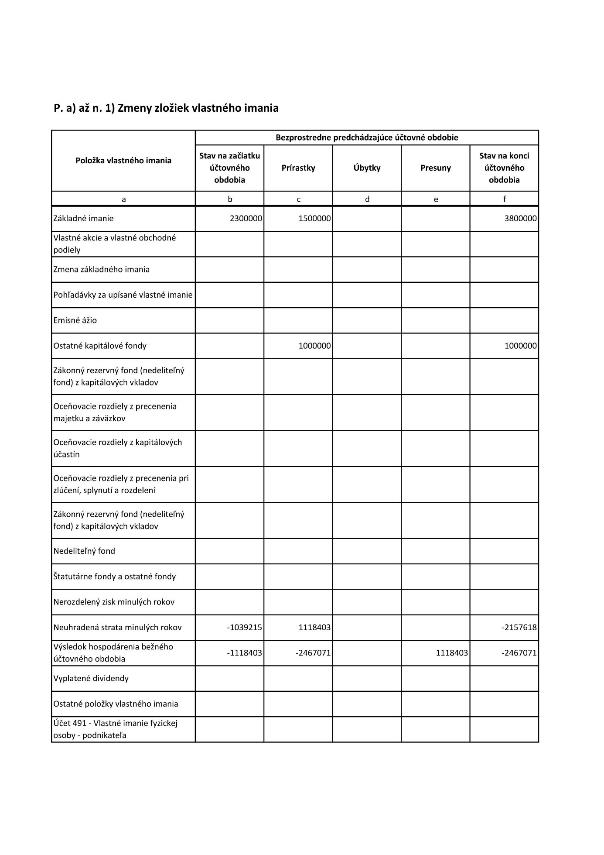 P. a) až n. 1) Zmeny zložiek vlastného imania
Bezprostredne predchádzajúce účtovné obdobie
Položka vlastného imania
Stav na začiatku
účtovného
obdobia
Prírastky
Úbytky
Presuny
Stav na konci
účtovného
obdobia
a b c d e f
Základné imanie 2300000 1500000 3800000
Vlastné akcie a vlastné obchodné
podiely
Zmena základného imania
Pohľadávky za upísané vlastné imanie
Emisné ážio
Ostatné kapitálové fondy 1000000 1000000
Zákonný rezervný fond (nedeliteľný
fond) z kapitálových vkladov
Oceňovacie rozdiely z precenenia
majetku a záväzkov
Oceňovacie rozdiely z kapitálových
účastín
Oceňovacie rozdiely z precenenia pri
zlúčení, splynutí a rozdelení
Zákonný rezervný fond (nedeliteľný
fond) z kapitálových vkladov
Nedeliteľný fond
Štatutárne fondy a ostatné fondy
Nerozdelený zisk minulých rokov
Neuhradená strata minulých rokov -1039215 1118403 -2157618
Výsledok hospodárenia bežného
účtovného obdobia -1118403 -2467071 1118403 -2467071
Vyplatené dividendy
Ostatné položky vlastného imania
Účet 491 - Vlastné imanie fyzickej
osoby - podnikateľa